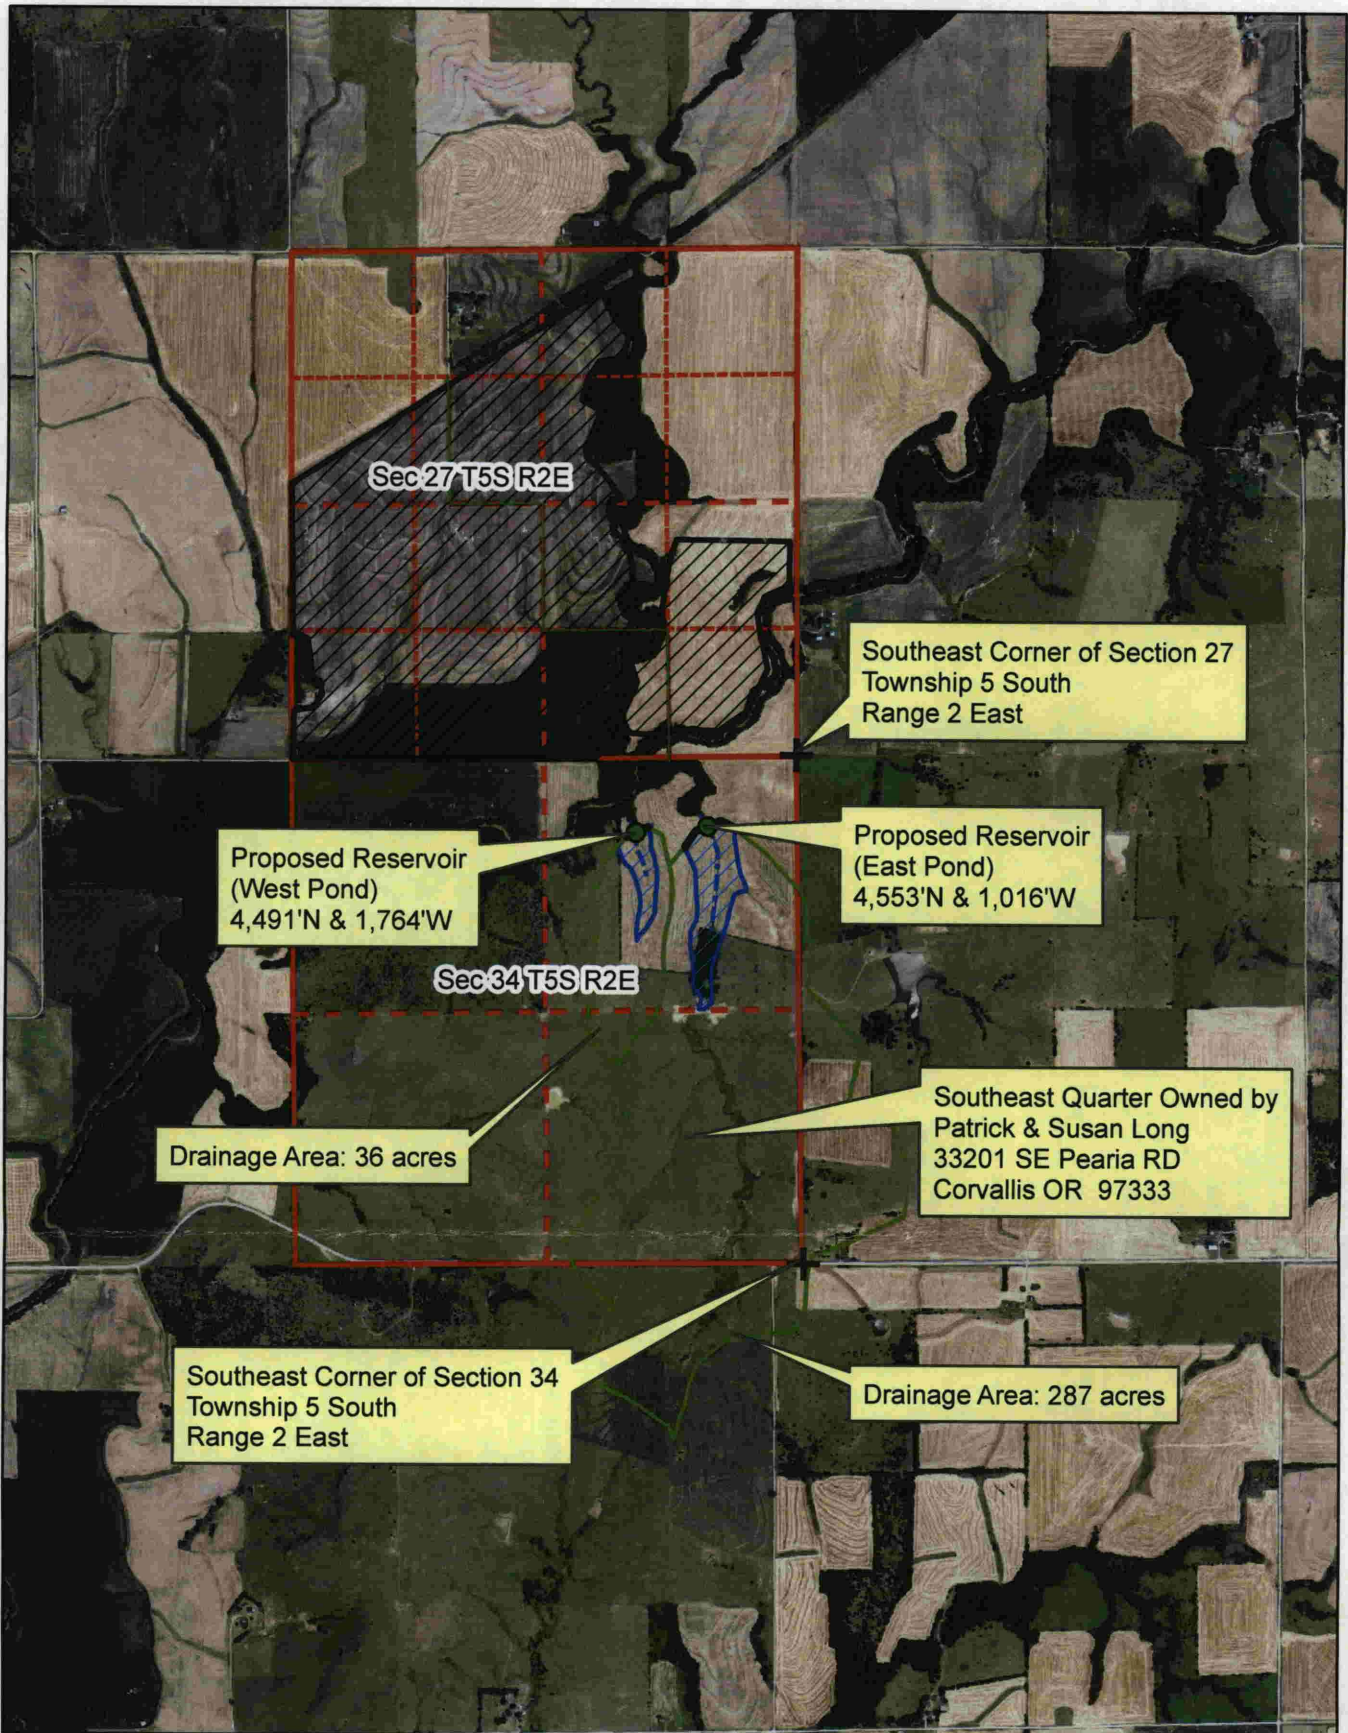 Sec 27 T5S R2E
Southeast Corner of Section 27
Township 5 South
Range 2 East
Proposed Reservoir
(West Pond)
4,491'N & 1,764'W
Proposed Reservoir
(East Pond)
4,553'N & 1,016'W
Sec 34 T5S R2E
Drainage Area: 36 acres
Southeast Quarter Owned by
Patrick & Susan Long
33201 SE Pearia RD
Corvallis OR 97333
Southeast Corner of Section 34
Township 5 South
Range 2 East
Drainage Area: 287 acres